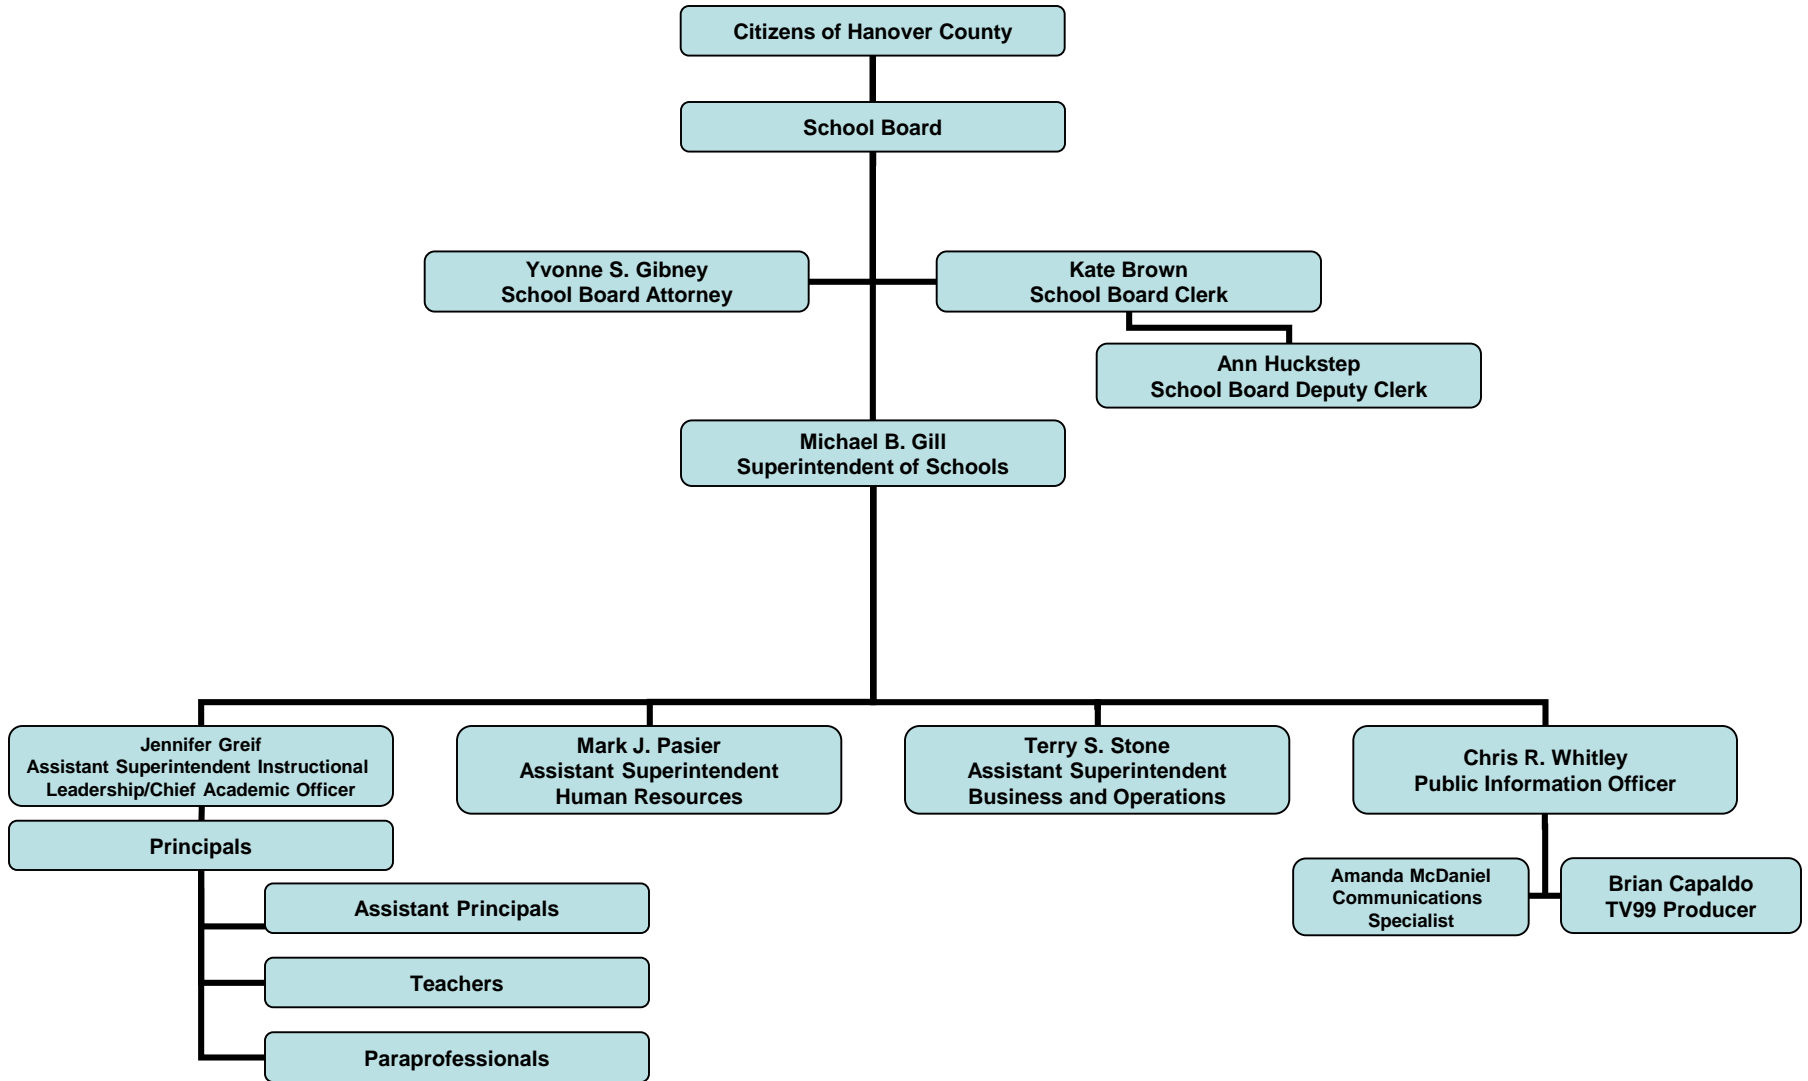 Citizens of Hanover County
School Board
Yvonne S. Gibney
School Board Attorney
Kate Brown
School Board Clerk
Ann Huckstep
School Board Deputy Clerk
Michael B. Gill
Superintendent of Schools
Jennifer Greif
Assistant Superintendent Instructional
Leadership/Chief Academic Officer
Mark J. Pasier
Assistant Superintendent
Human Resources
Terry S. Stone
Assistant Superintendent
Business and Operations
Chris R. Whitley
Public Information Officer
Principals
Assistant Principals
Teachers
Paraprofessionals
Amanda McDaniel
Communications
Specialist
Brian Capaldo
TV99 Producer